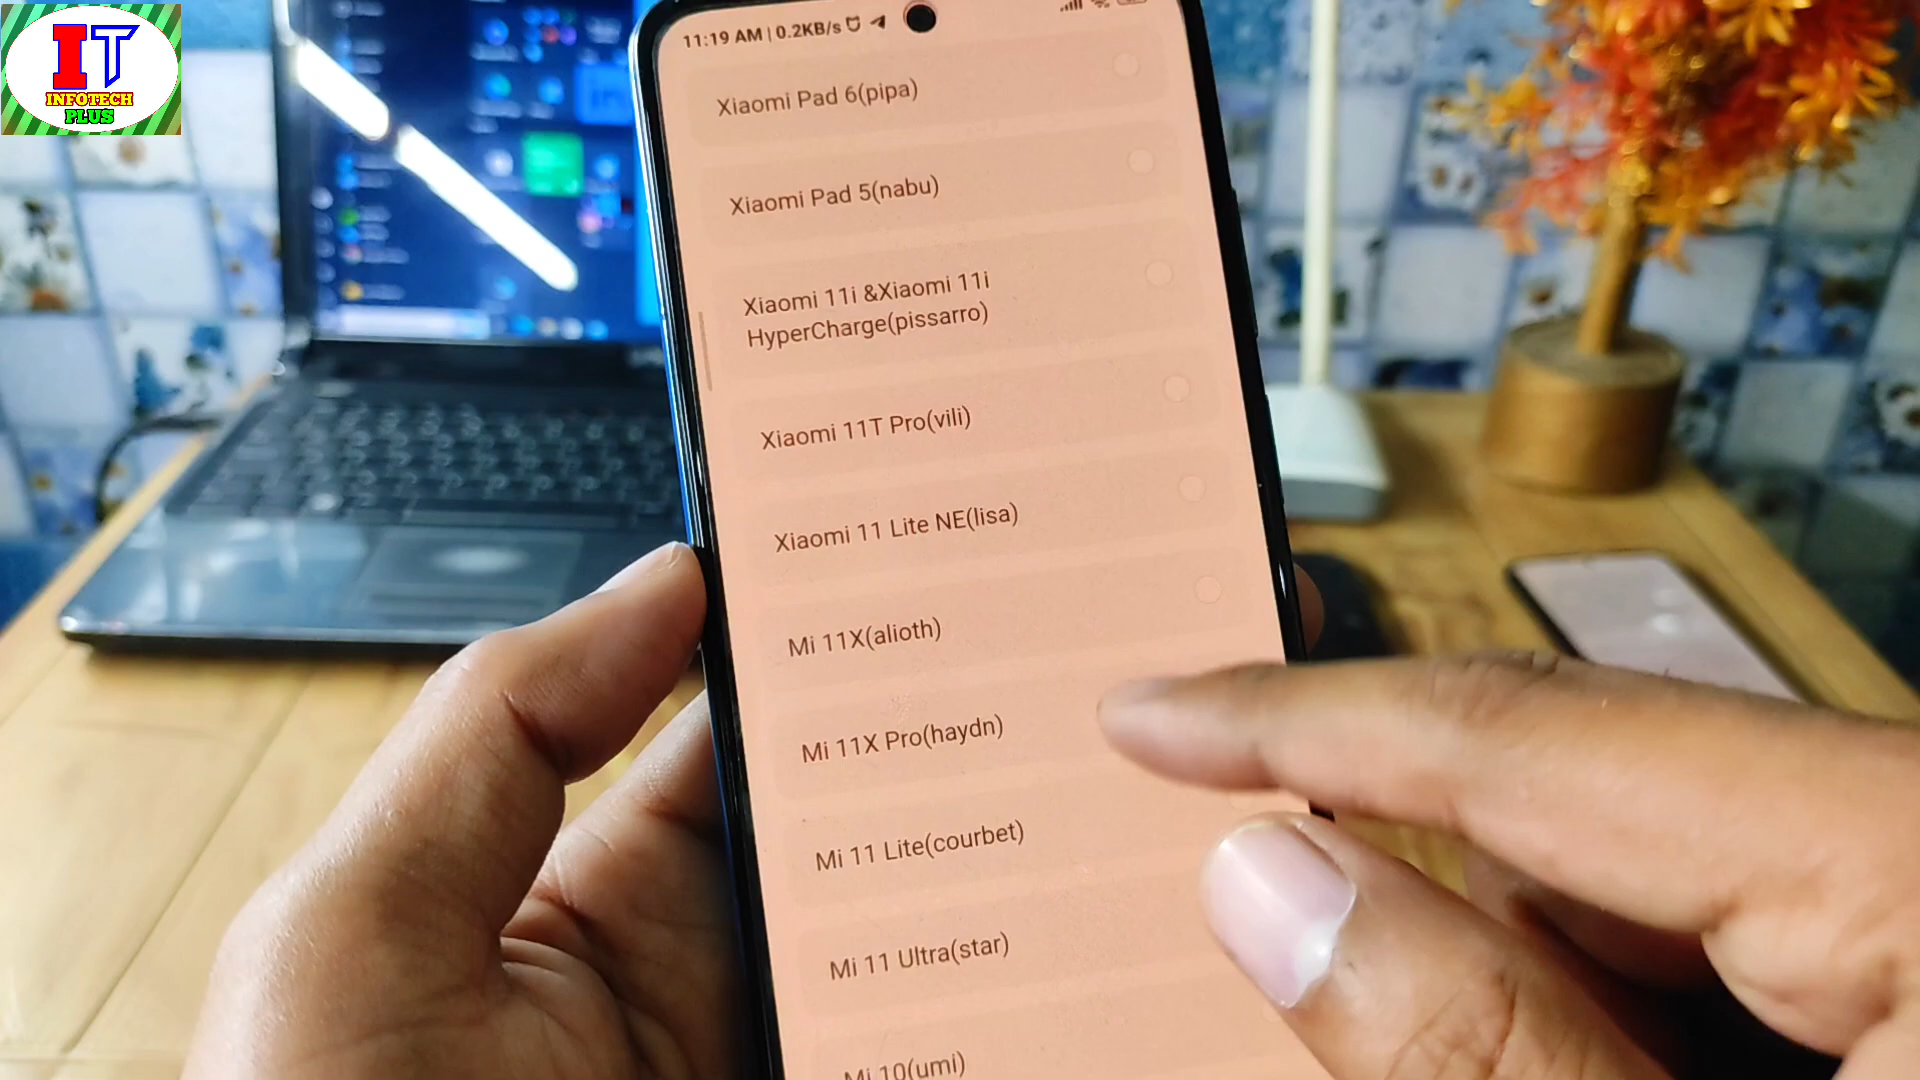 IT
INFOTECH
PLUS
11:19 AM | 0.2KB/s
Xiaomi Pad 6(pipa)
Xiaomi Pad 5(nabu)
Xiaomi 11i &Xiaomi 11i
HyperCharge(pissarro)
Xiaomi 11T Pro(vili)
Xiaomi 11 Lite NE(lisa)
Mi 11X(alioth)
Mi 11X Pro(haydn)
Mi 11 Lite(courbet)
Mi 11 Ultra(star)
Mi 10(umi)